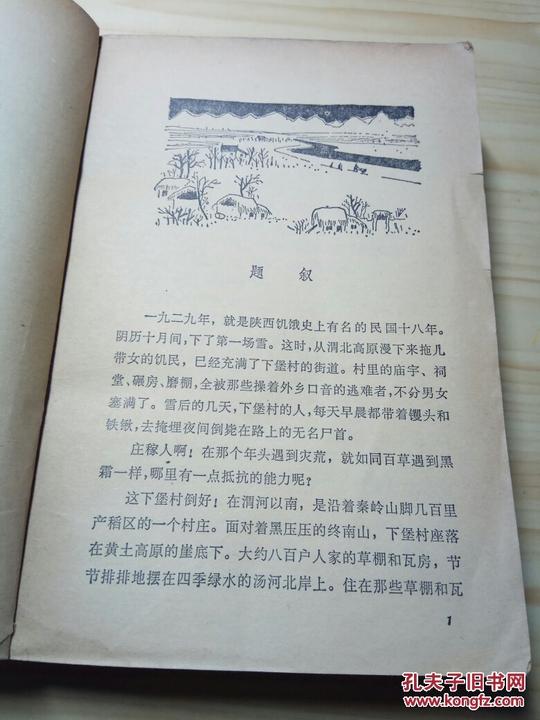 题 叙
一九二九年，就是陕西饥饿史上有名的民国十八年。
阴历十月间，下了第一场雪。这时，从渭北高原漫下来拖儿
带女的饥民，已经充满了下堡村的街道。村里的庙宇、祠
堂、碾房、磨棚，全被那些操着外乡口音的逃难者，不分男女
塞满了。雪后的几天，下堡村的人，每天早晨都带着镢头和
铁锹，去掩埋夜间倒毙在路上的无名尸首。
庄稼人啊！在那个年头遇到灾荒，就如同百草遇到黑
霜一样，哪里有一点抵抗的能力呢？
这下堡村倒好！在渭河以南，是沿着秦岭山脚几百里
产稻区的一个村庄。面对着黑压压的终南山，下堡村座落
在黄土高原的崖底下。大约八百户人家的草棚和瓦房，节
节排排地摆在四季绿水的汤河北岸上。住在那些草棚和瓦
1
孔夫子旧书网
www.kongfz.com